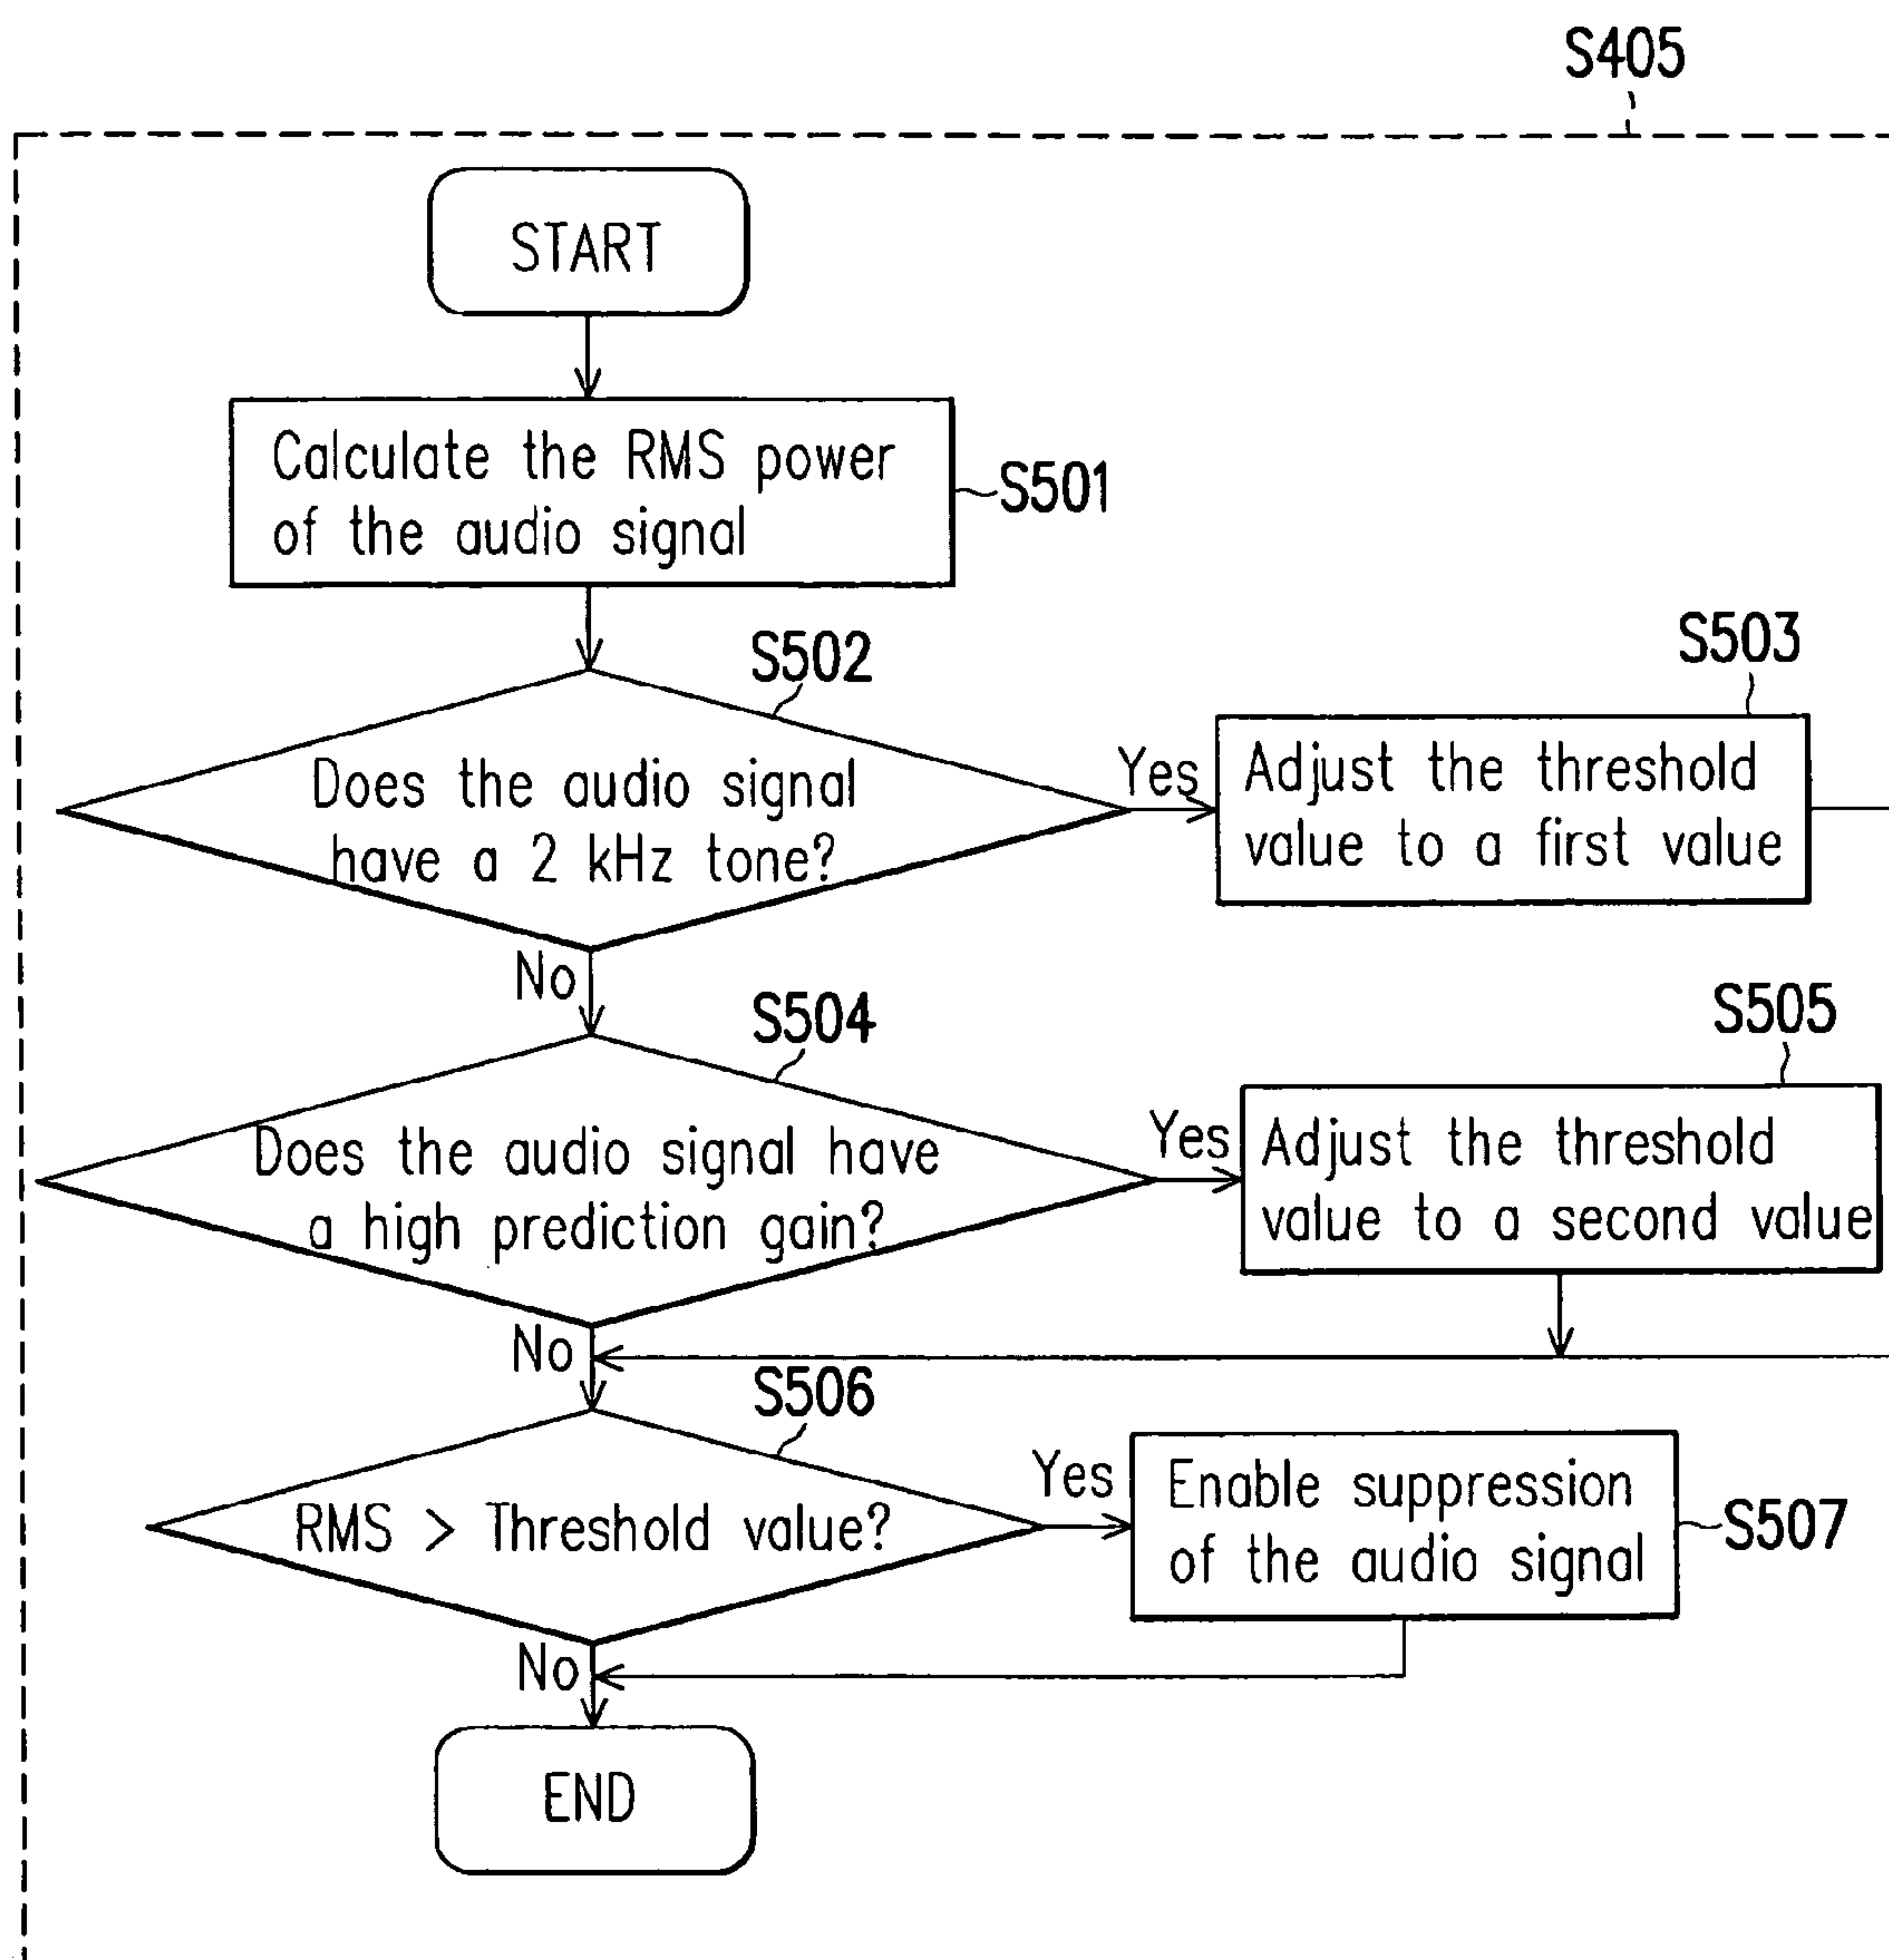 S405
START
Calculate the RMS power
of the audio signal
S501
S502
Does the audio signal
have a 2 kHz tone?
Yes
S503
Adjust the threshold
value to a first value
No
S504
Does the audio signal have
a high prediction gain?
Yes
S505
Adjust the threshold
value to a second value
No
S506
RMS > Threshold value?
Yes
Enable suppression
of the audio signal
S507
No
END